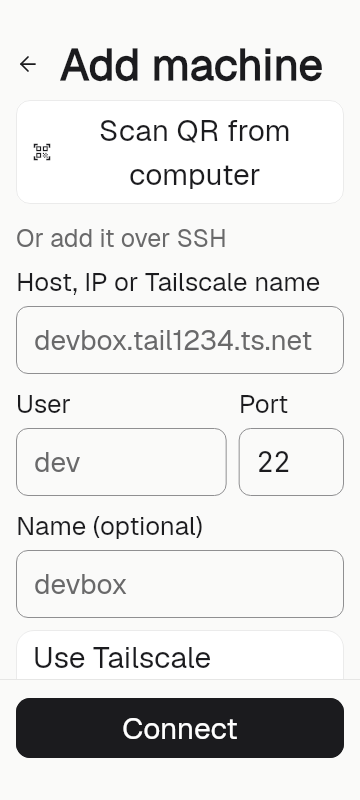 Add machine
Scan QR from
computer
Or add it over SSH
Host, IP or Tailscale name
devbox.tail1234.ts.net
User
Port
dev
22
Name (optional)
devbox
Use Tailscale
Connect